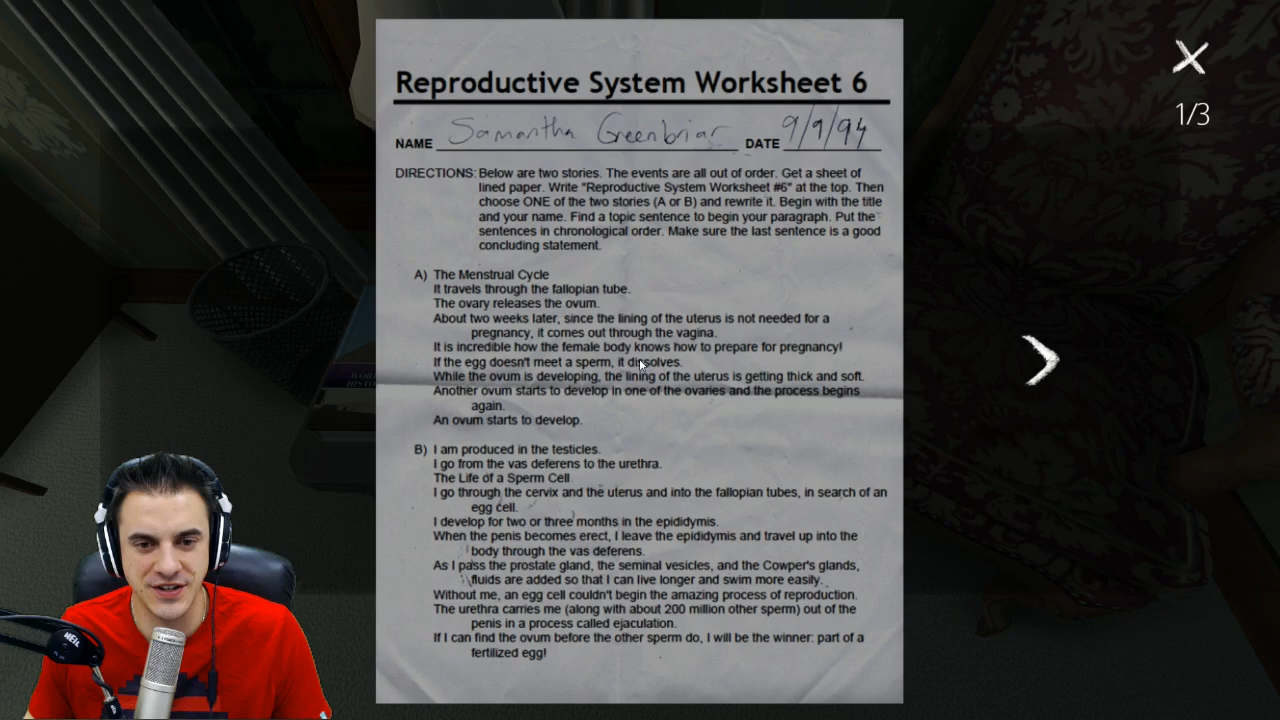 Reproductive System Worksheet 6
1/3
NAME Samantha Greenbriar DATE 9/9/94
DIRECTIONS: Below are two stories. The events are all out of order. Get a sheet of
lined paper. Write "Reproductive System Worksheet #6" at the top. Then
choose ONE of the two stories (A or B) and rewrite it. Begin with the title
and your name. Find a topic sentence to begin your paragraph. Put the
sentences in chronological order. Make sure the last sentence is a good
concluding statement.
A) The Menstrual Cycle
It travels through the fallopian tube.
The ovary releases the ovum.
About two weeks later, since the lining of the uterus is not needed for a
pregnancy, it comes out through the vagina.
It is incredible how the female body knows how to prepare for pregnancy!
If the egg doesn't meet a sperm, it dissolves.
While the ovum is developing, the lining of the uterus is getting thick and soft.
Another ovum starts to develop in one of the ovaries and the process begins
again.
An ovum starts to develop.
B) I am produced in the testicles.
I go from the vas deferens to the urethra.
The Life of a Sperm Cell
I go through the cervix and the uterus and into the fallopian tubes, in search of an
egg cell.
I develop for two or three months in the epididymis.
When the penis becomes erect, I leave the epididymis and travel up into the
body through the vas deferens.
As I pass the prostate gland, the seminal vesicles, and the Cowper's glands,
fluids are added so that I can live longer and swim more easily.
Without me, an egg cell couldn't begin the amazing process of reproduction.
The urethra carries me (along with about 200 million other sperm) out of the
penis in a process called ejaculation.
If I can find the ovum before the other sperm do, I will be the winner: part of a
fertilized egg!